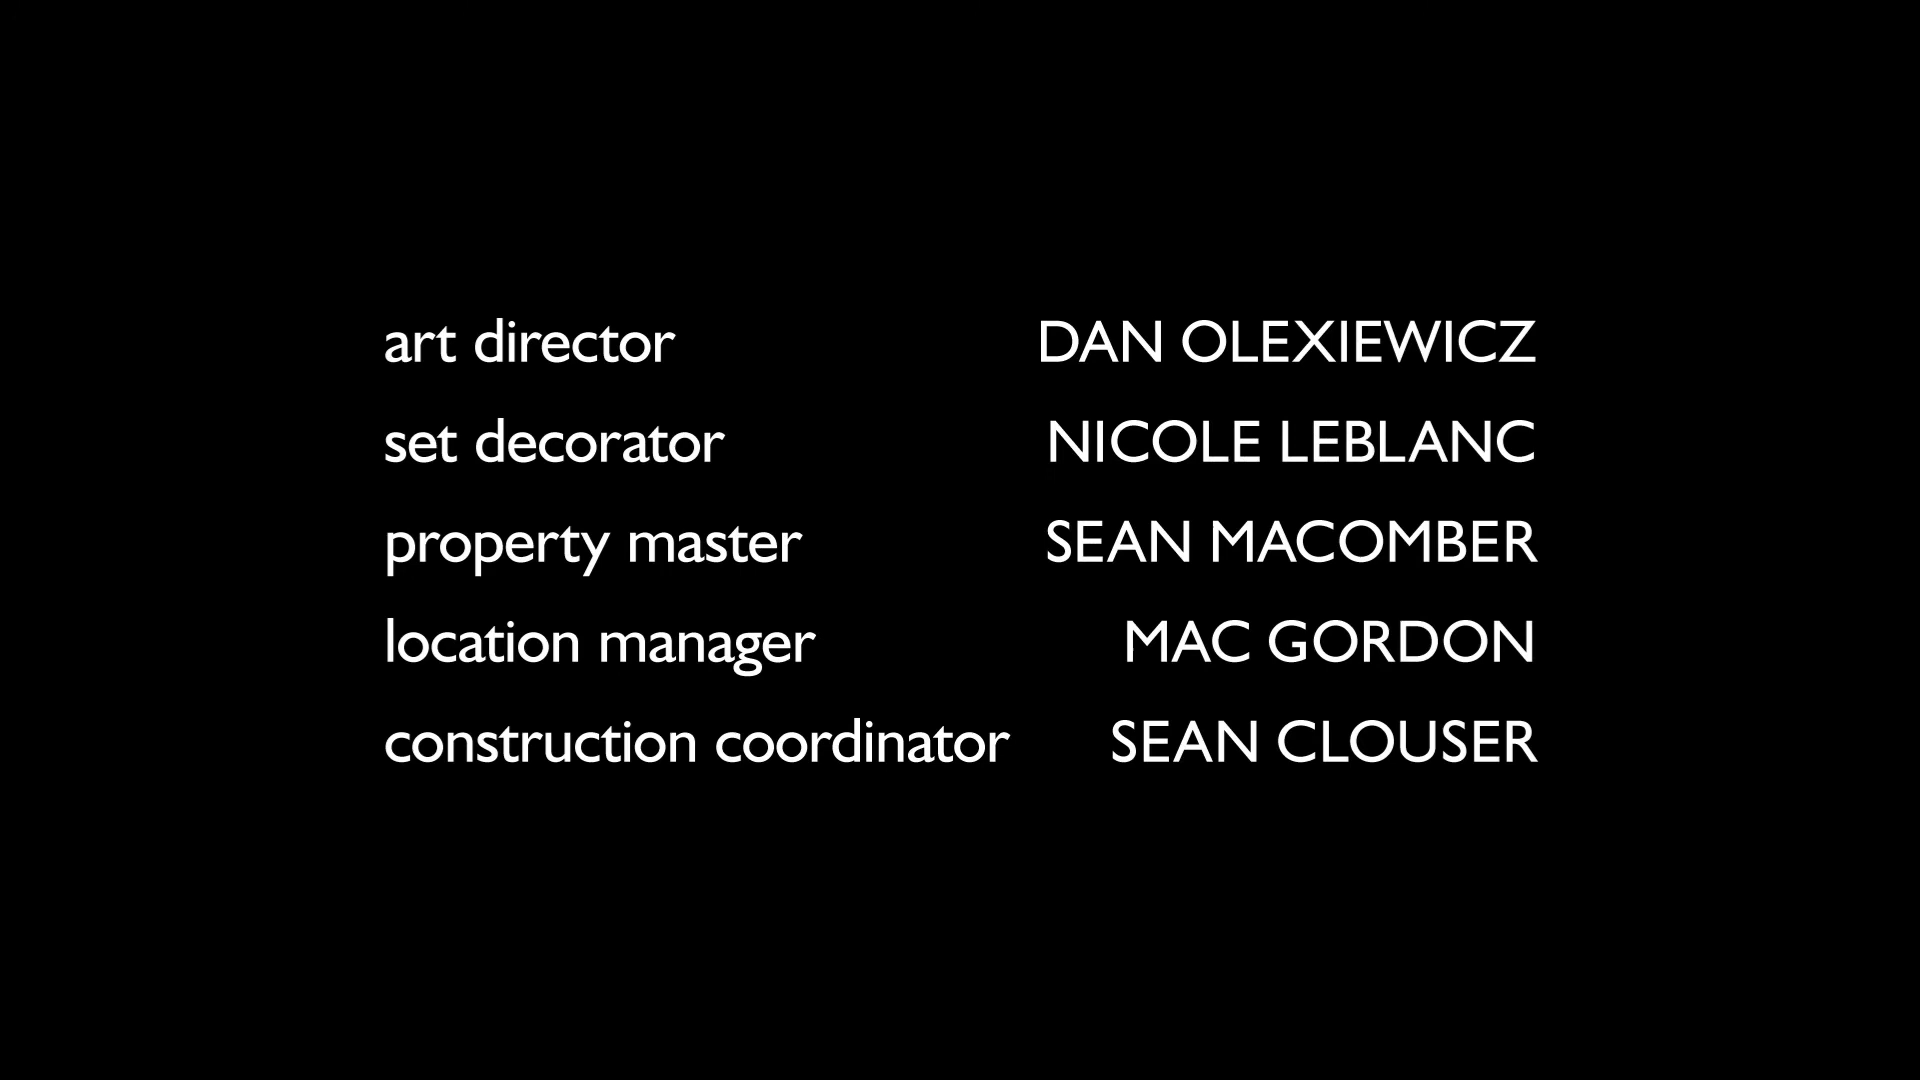 art director DAN OLEXIEWICZ
set decorator NICOLE LEBLANC
property master SEAN MACOMBER
location manager MAC GORDON
construction coordinator SEAN CLOUSER